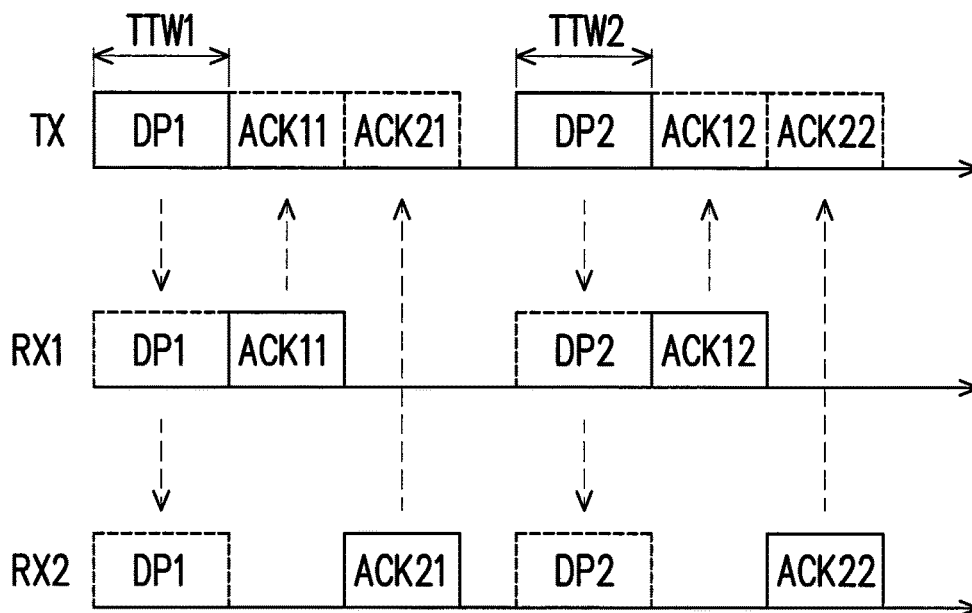 TTW1 TTW2
TX DP1 ACK11 ACK21 DP2 ACK12 ACK22
RX1 DP1 ACK11 DP2 ACK12
RX2 DP1 ACK21 DP2 ACK22